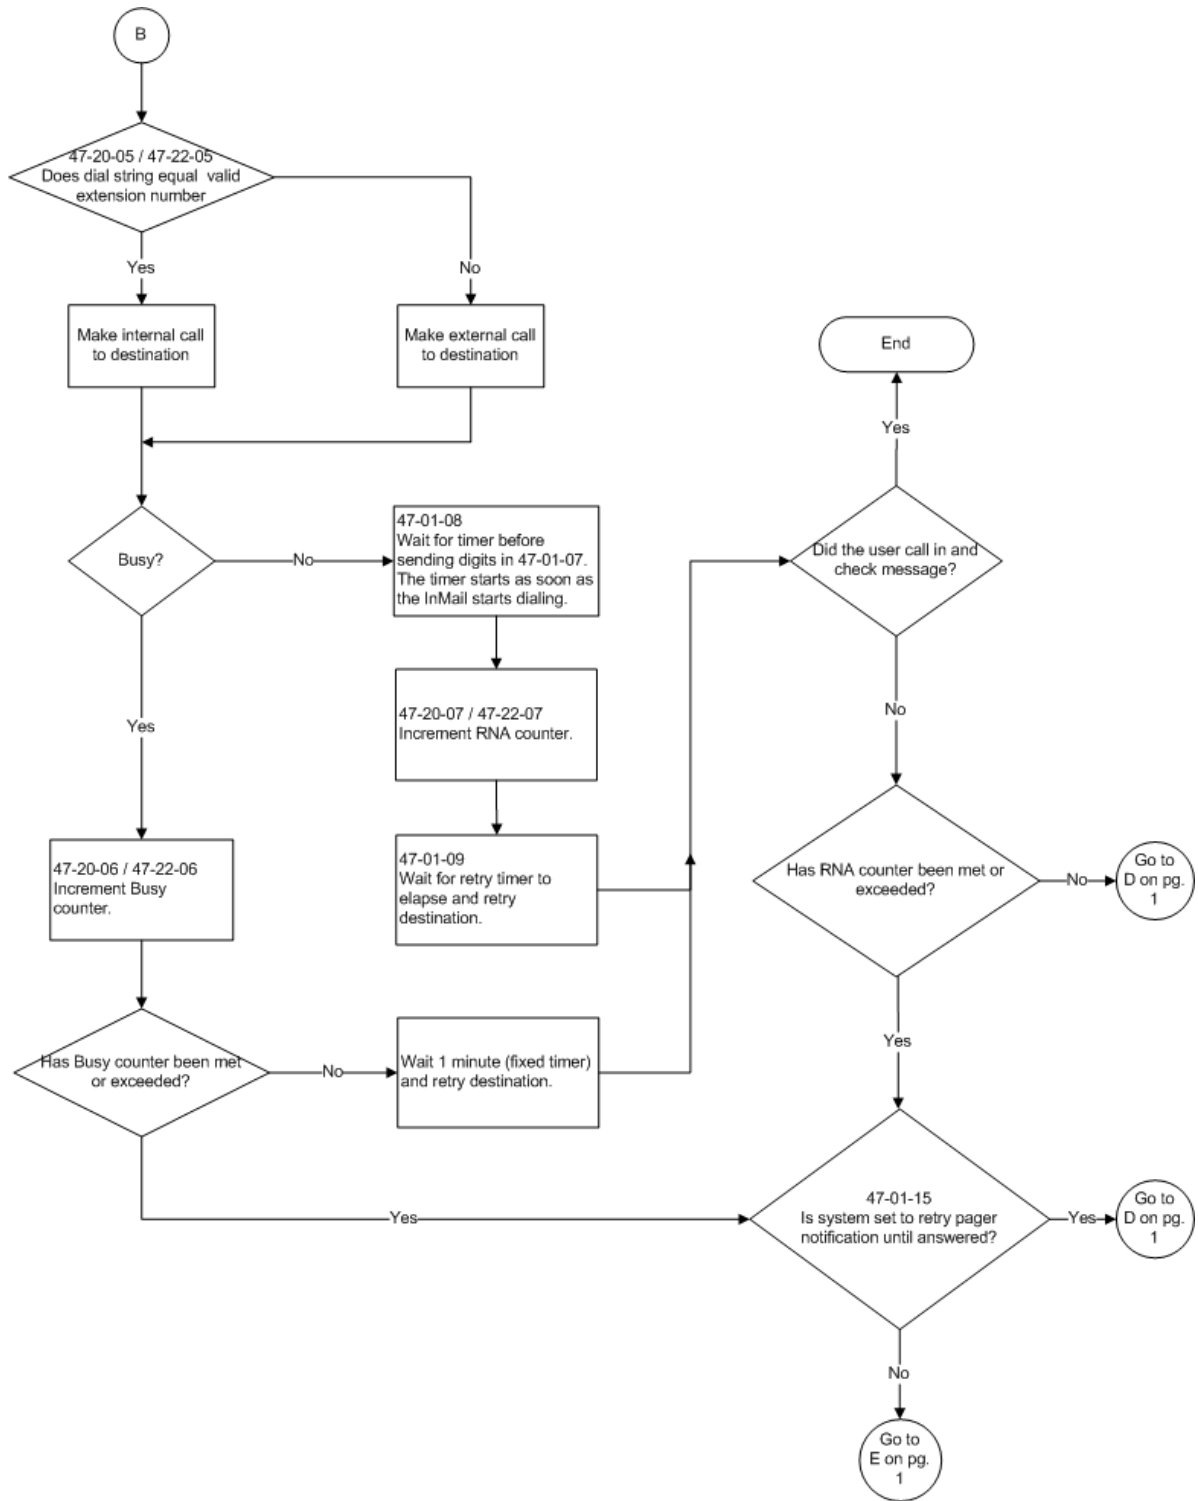 B
47-20-05 / 47-22-05
Does dial string equal valid
extension number
Yes
No
Make internal call
to destination
Make external call
to destination
Busy?
No
47-01-08
Wait for timer before
sending digits in 47-01-07.
The timer starts as soon as
the InMail starts dialing.
Yes
47-20-07 / 47-22-07
Increment RNA counter.
47-20-06 / 47-22-06
Increment Busy
counter.
47-01-09
Wait for retry timer to
elapse and retry
destination.
Has Busy counter been met
or exceeded?
No
Wait 1 minute (fixed timer)
and retry destination.
Yes
End
Yes
Did the user call in and
check message?
No
Has RNA counter been met or
exceeded?
No
Go to
D on pg.
1
Yes
47-01-15
Is system set to retry pager
notification until answered?
Yes
Go to
D on pg.
1
No
Go to
E on pg.
1